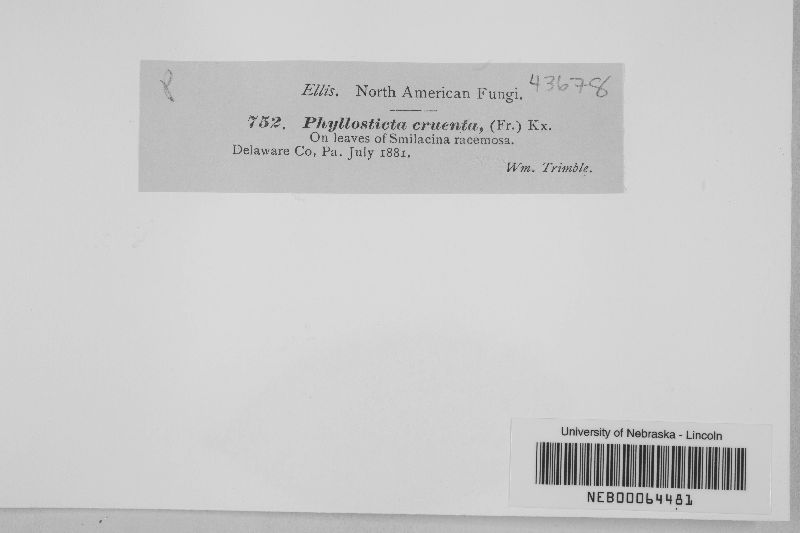 P
Ellis. North American Fungi. 43678
752. Phyllosticta cruenta, (Fr.) Kx.
On leaves of Smilacina racemosa.
Delaware Co, Pa. July 1881.
Wm. Trimble.
University of Nebraska - Lincoln
NEB00064481